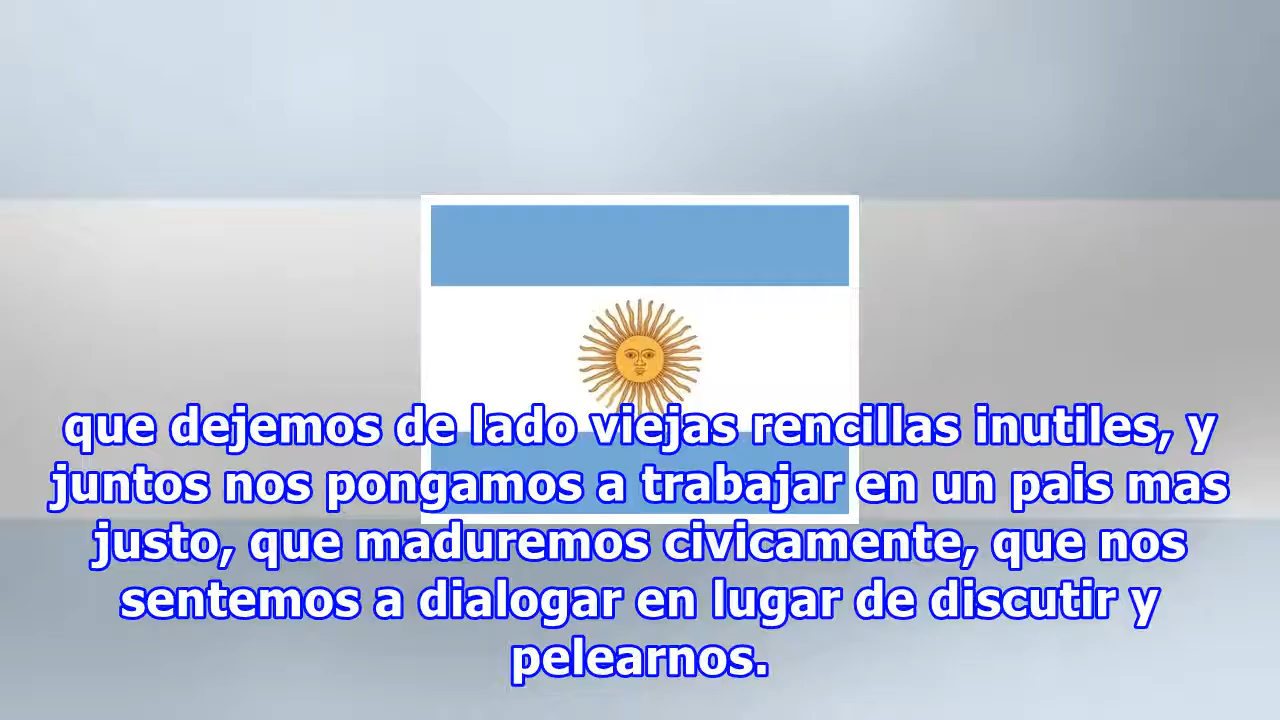 que dejemos de lado viejas rencillas inutiles, y
juntos nos pongamos a trabajar en un pais mas
justo, que maduremos civicamente, que nos
sentemos a dialogar en lugar de discutir y
pelearnos.